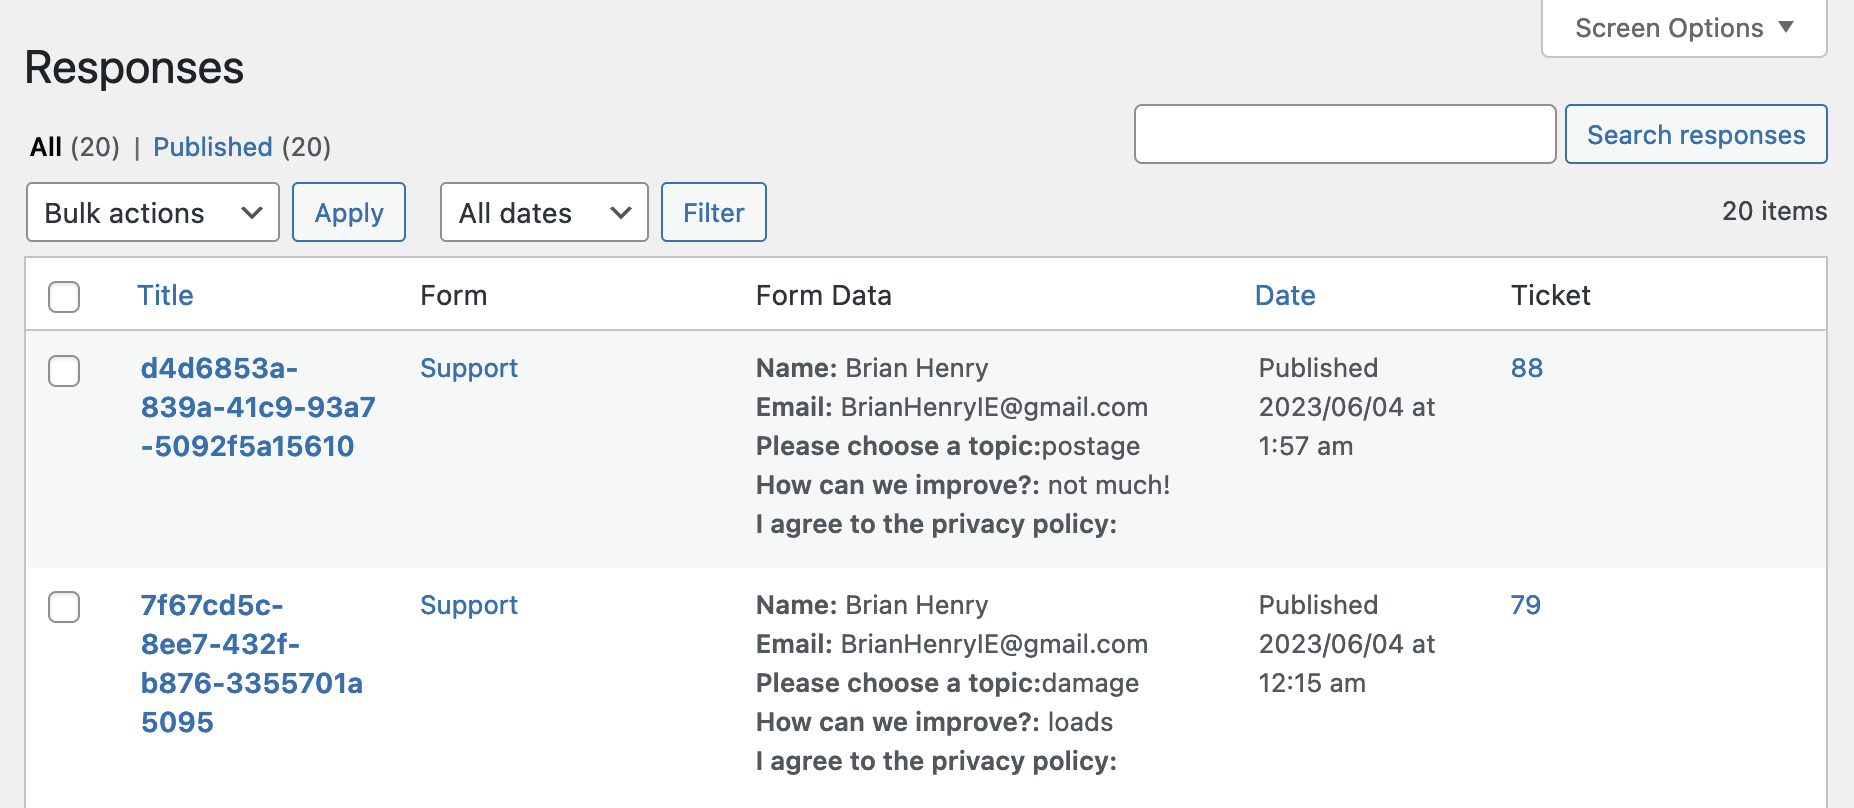 Screen Options ▼
Responses
All (20) | Published (20)
Search responses
Bulk actions
Apply
All dates
Filter
20 items
Title Form Form Data Date Ticket
d4d6853a-
839a-41c9-93a7
-5092f5a15610
Support
Name: Brian Henry
Email: BrianHenryIE@gmail.com
Please choose a topic:postage
How can we improve?: not much!
I agree to the privacy policy:
Published
2023/06/04 at
1:57 am
88
7f67cd5c-
8ee7-432f-
b876-3355701a
5095
Support
Name: Brian Henry
Email: BrianHenryIE@gmail.com
Please choose a topic:damage
How can we improve?: loads
I agree to the privacy policy:
Published
2023/06/04 at
12:15 am
79